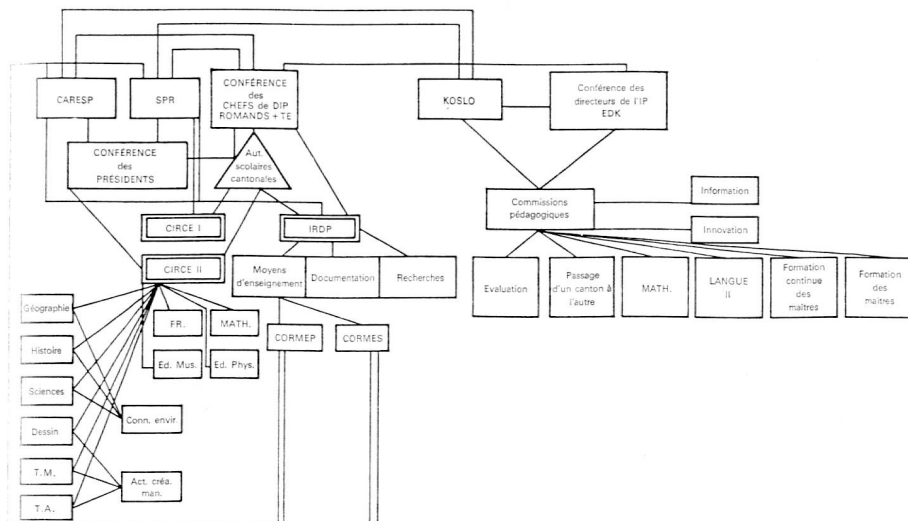 CARESP
SPR
CONFÉRENCE
des
CHEFS de DIP
ROMANDS + TE
KOSLO
Conférence des
directeurs de l'IP
EDK
CONFÉRENCE
des
PRÉSIDENTS
Aut.
scolaires
cantonales
Commissions
pédagogiques
Information
Innovation
CIRCE I
IRDP
CIRCE II
Moyens
d'enseignement
Documentation
Recherches
Evaluation
Passage
d'un canton à
l'autre
MATH.
LANGUE
II
Formation
continue
des
maîtres
Formation
des
maîtres
Géographie
Histoire
Sciences
Dessin
T.M.
T.A.
FR.
MATH.
Ed. Mus.
Ed. Phys.
CORMEP
CORMES
Conn. envir.
Act. créa.
man.